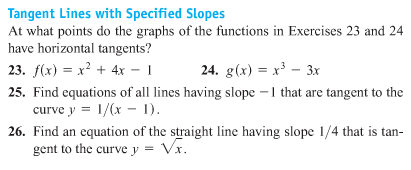 Tangent Lines with Specified Slopes
At what points do the graphs of the functions in Exercises 23 and 24
have horizontal tangents?
23. f(x) = x² + 4x − 1 24. g(x) = x³ − 3x
25. Find equations of all lines having slope −1 that are tangent to the
curve y = 1/(x − 1).
26. Find an equation of the straight line having slope 1/4 that is tan-
gent to the curve y = √x.